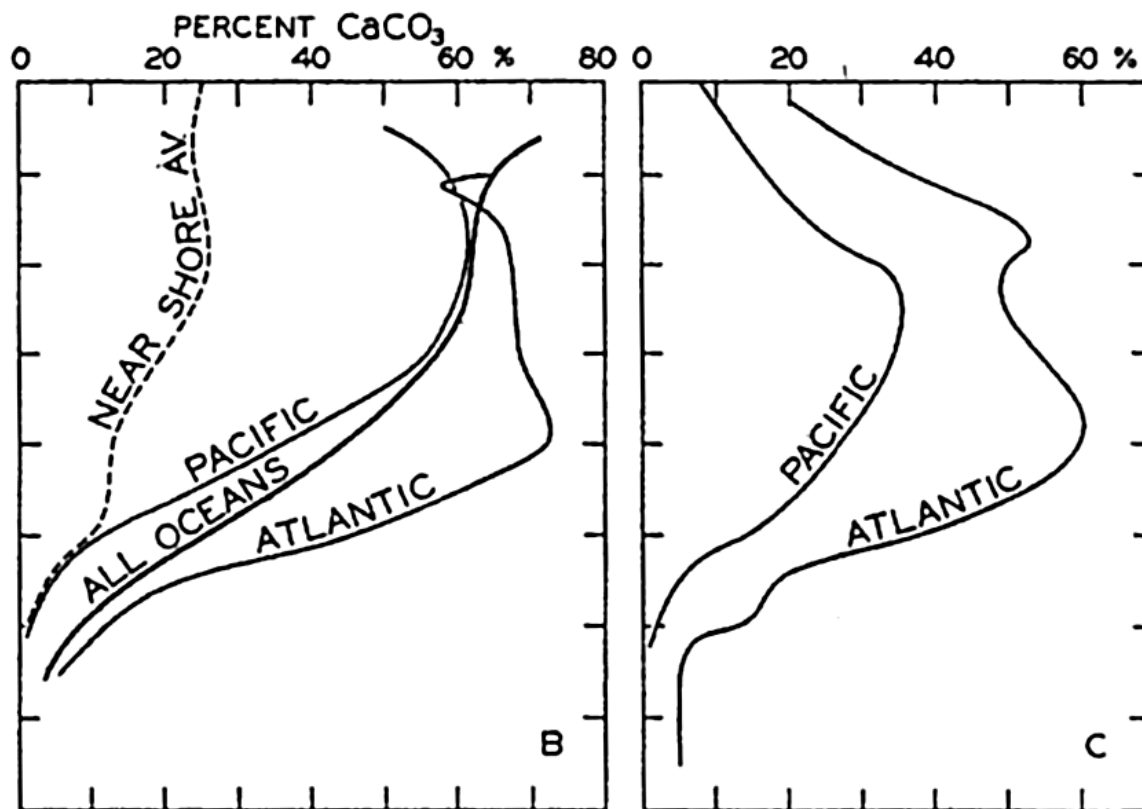 PERCENT CaCO₃
0 20 40 60 % 80
0 20 40 60 %
NEAR SHORE AV.
PACIFIC
ALL OCEANS
ATLANTIC
B
PACIFIC
ATLANTIC
C